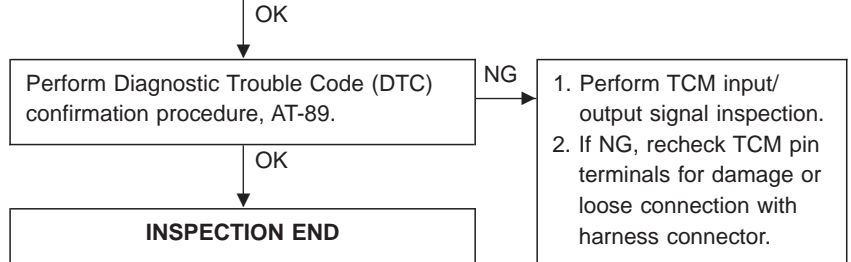 OK
Perform Diagnostic Trouble Code (DTC)
confirmation procedure, AT-89.
NG
1. Perform TCM input/
output signal inspection.
2. If NG, recheck TCM pin
terminals for damage or
loose connection with
harness connector.
OK
INSPECTION END